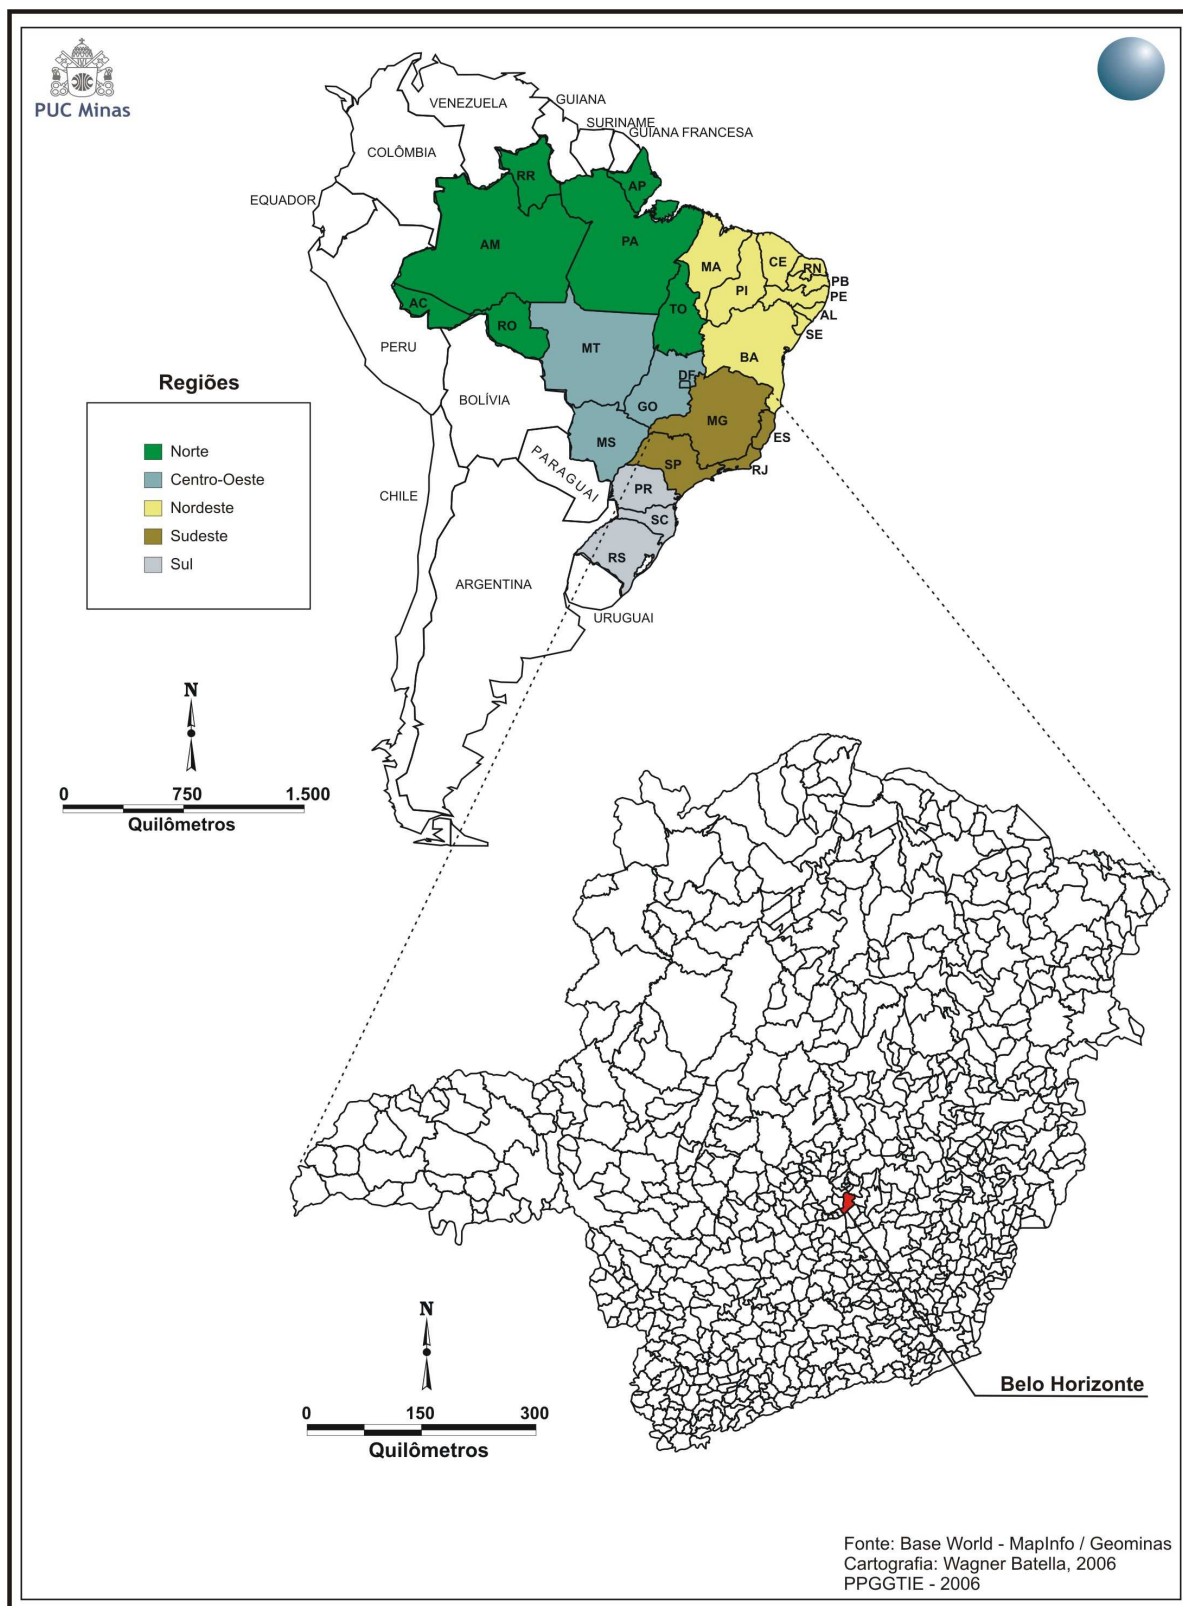 PUC Minas
VENEZUELA
GUIANA
SURINAME
GUIANA FRANCESA
COLÔMBIA
EQUADOR
RR
AP
AM
PA
MA
CE
RN
PB
PI
PE
AL
SE
AC
RO
TO
PERU
MT
BA
DF
BOLÍVIA
GO
MG
ES
MS
PARAGUAI
SP
RJ
PR
CHILE
SC
RS
ARGENTINA
URUGUAI
Regiões
Norte
Centro-Oeste
Nordeste
Sudeste
Sul
N
0 750 1.500
Quilômetros
N
0 150 300
Quilômetros
Belo Horizonte
Fonte: Base World - MapInfo / Geominas
Cartografia: Wagner Batella, 2006
PPGGTIE - 2006